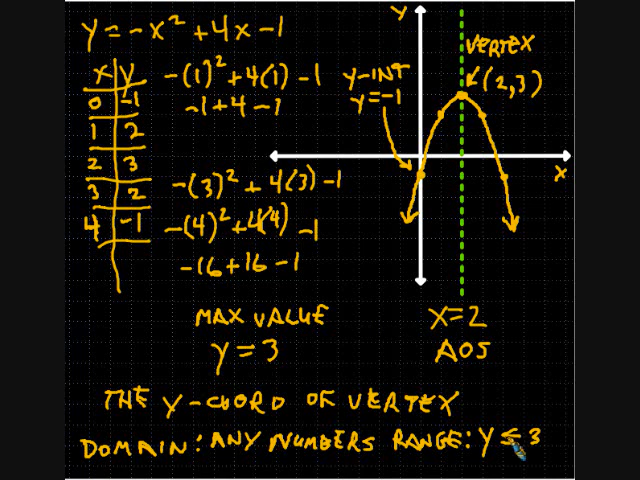 y = -x² + 4x - 1
x y
0 -1
1 2
2 3
3 2
4 -1
-(1)² + 4(1) - 1
-1 + 4 - 1
-(3)² + 4(3) - 1
-(4)² + 4(4) - 1
-16 + 16 - 1
Y
VERTEX
(2,3)
Y-INT
y = -1
X
X = 2
AOS
MAX VALUE
y = 3
THE Y-CHORD OF VERTEX
DOMAIN: ANY NUMBERS RANGE: Y ≤ 3